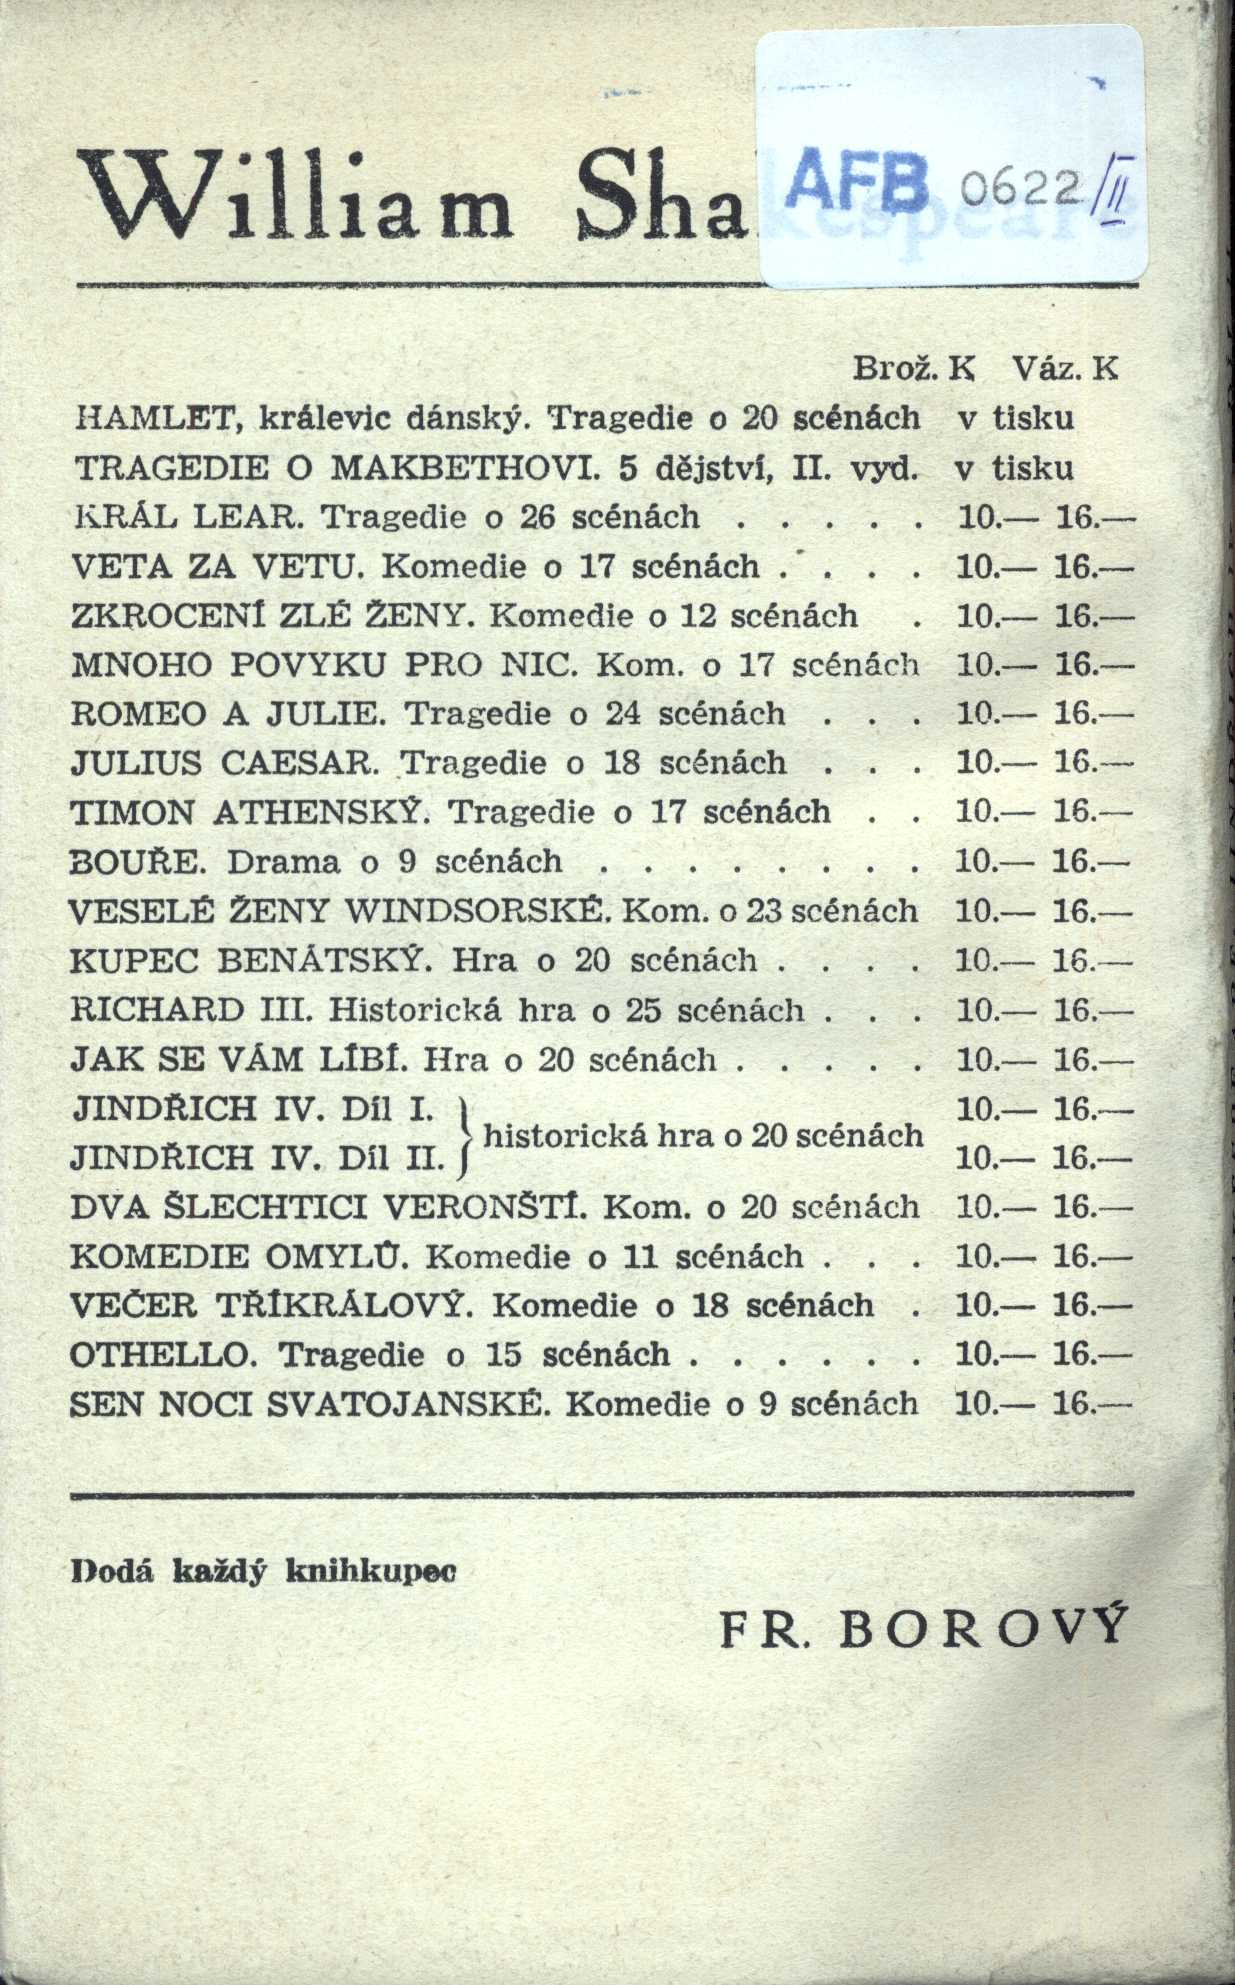 William Shakespeare
AFB 0622/II
Brož. K Váz. K
HAMLET, králevic dánský. Tragedie o 20 scénách v tisku
TRAGEDIE O MAKBETHOVI. 5 dějství, II. vyd. v tisku
KRÁL LEAR. Tragedie o 26 scénách . . . . . 10.— 16.—
VETA ZA VETU. Komedie o 17 scénách . . . . 10.— 16.—
ZKROCENÍ ZLÉ ŽENY. Komedie o 12 scénách . 10.— 16.—
MNOHO POVYKU PRO NIC. Kom. o 17 scénách 10.— 16.—
ROMEO A JULIE. Tragedie o 24 scénách . . . 10.— 16.—
JULIUS CAESAR. Tragedie o 18 scénách . . . 10.— 16.—
TIMON ATHENSKÝ. Tragedie o 17 scénách . . 10.— 16.—
BOUŘE. Drama o 9 scénách . . . . . . . . 10.— 16.—
VESELÉ ŽENY WINDSORSKÉ. Kom. o 23 scénách 10.— 16.—
KUPEC BENÁTSKÝ. Hra o 20 scénách . . . . 10.— 16.—
RICHARD III. Historická hra o 25 scénách . . . 10.— 16.—
JAK SE VÁM LÍBÍ. Hra o 20 scénách . . . . . 10.— 16.—
JINDŘICH IV. Díl I. 10.— 16.—
historická hra o 20 scénách
JINDŘICH IV. Díl II. 10.— 16.—
DVA ŠLECHTICI VERONŠTÍ. Kom. o 20 scénách 10.— 16.—
KOMEDIE OMYLŮ. Komedie o 11 scénách . . . 10.— 16.—
VEČER TŘÍKRÁLOVÝ. Komedie o 18 scénách . 10.— 16.—
OTHELLO. Tragedie o 15 scénách . . . . . . 10.— 16.—
SEN NOCI SVATOJANSKÉ. Komedie o 9 scénách 10.— 16.—
Dodá každý knihkupec
FR. BOROVÝ